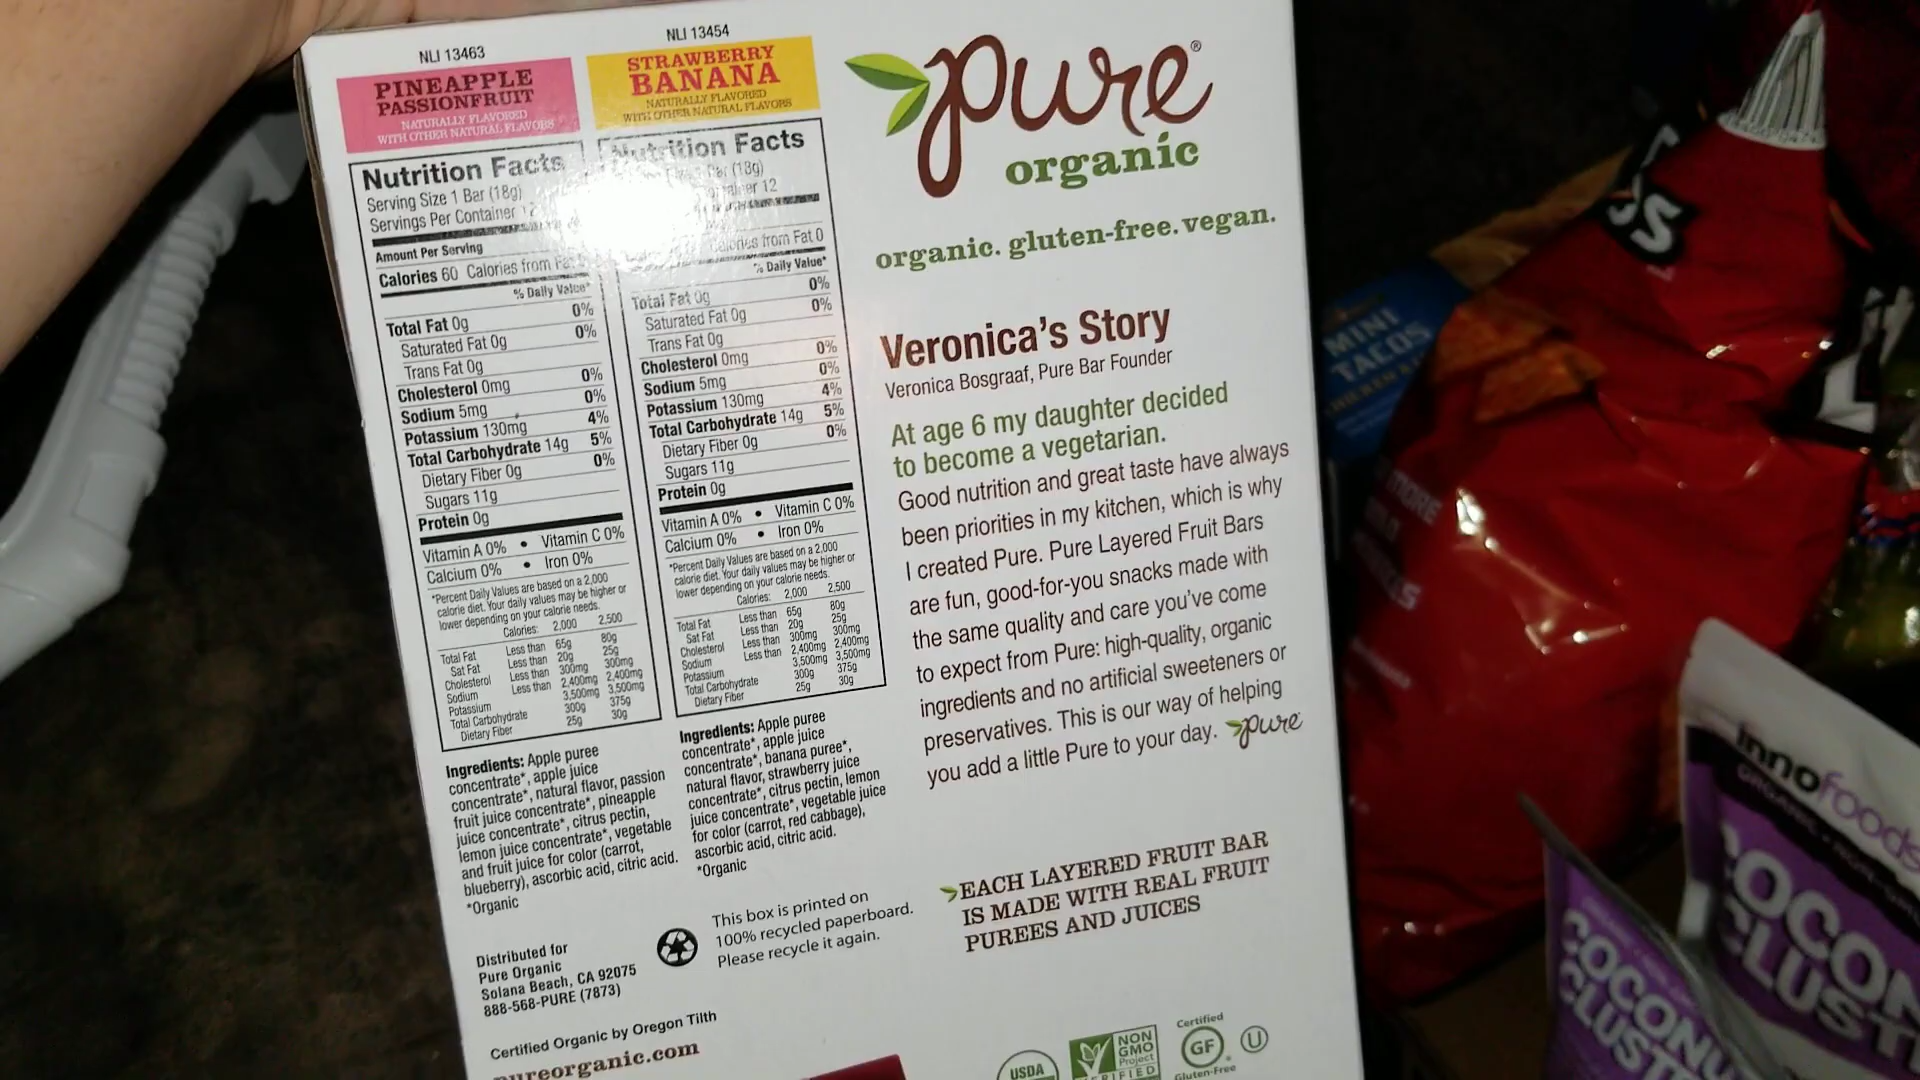 NLI 13463
PINEAPPLE
PASSIONFRUIT
NATURALLY FLAVORED
WITH OTHER NATURAL FLAVORS
Nutrition Facts
Serving Size 1 Bar (18g)
Servings Per Container
Amount Per Serving
Calories 60 Calories from
% Daily Value*
Total Fat 0g 0%
Saturated Fat 0g 0%
Trans Fat 0g
Cholesterol 0mg 0%
Sodium 5mg 0%
Potassium 130mg 4%
Total Carbohydrate 14g 5%
Dietary Fiber 0g 0%
Sugars 11g
Protein 0g
Vitamin A 0% • Vitamin C 0%
Calcium 0% • Iron 0%
*Percent Daily Values are based on a 2,000
calorie diet. Your daily values may be higher or
lower depending on your calorie needs.
Calories: 2,000 2,500
Total Fat Less than 65g 80g
Sat Fat Less than 20g 25g
Cholesterol Less than 300mg 300mg
Sodium Less than 2,400mg 2,400mg
Potassium 3,500mg 3,500mg
Total Carbohydrate 300g 375g
Dietary Fiber 25g 30g
Ingredients: Apple puree
concentrate*, apple juice
concentrate*, natural flavor, passion
fruit juice concentrate*, pineapple
juice concentrate*, citrus pectin,
lemon juice concentrate*, vegetable
and fruit juice for color (carrot,
blueberry), ascorbic acid, citric acid.
*Organic
NLI 13454
STRAWBERRY
BANANA
NATURALLY FLAVORED
WITH OTHER NATURAL FLAVORS
Nutrition Facts
Bar (18g)
12
Calories from Fat 0
% Daily Value*
Total Fat 0g 0%
Saturated Fat 0g 0%
Trans Fat 0g
Cholesterol 0mg 0%
Sodium 5mg 0%
Potassium 130mg 4%
Total Carbohydrate 14g 5%
Dietary Fiber 0g 0%
Sugars 11g
Protein 0g
Vitamin A 0% • Vitamin C 0%
Calcium 0% • Iron 0%
*Percent Daily Values are based on a 2,000
calorie diet. Your daily values may be higher or
lower depending on your calorie needs.
Calories: 2,000 2,500
Total Fat Less than 65g 80g
Sat Fat Less than 20g 25g
Cholesterol Less than 300mg 300mg
Sodium Less than 2,400mg 2,400mg
Potassium 3,500mg 3,500mg
Total Carbohydrate 300g 375g
Dietary Fiber 25g 30g
Ingredients: Apple puree
concentrate*, apple juice
concentrate*, banana puree*,
natural flavor, strawberry juice
concentrate*, citrus pectin, lemon
juice concentrate*, vegetable juice
for color (carrot, red cabbage),
ascorbic acid, citric acid.
*Organic
Distributed for
Pure Organic
Solana Beach, CA 92075
888-568-PURE (7873)
This box is printed on
100% recycled paperboard.
Please recycle it again.
Certified Organic by Oregon Tilth
pureorganic.com
pure®
organic
organic. gluten-free. vegan.
Veronica's Story
Veronica Bosgraaf, Pure Bar Founder
At age 6 my daughter decided
to become a vegetarian.
Good nutrition and great taste have always
been priorities in my kitchen, which is why
I created Pure. Pure Layered Fruit Bars
are fun, good-for-you snacks made with
the same quality and care you've come
to expect from Pure: high-quality, organic
ingredients and no artificial sweeteners or
preservatives. This is our way of helping
you add a little Pure to your day. pure
EACH LAYERED FRUIT BAR
IS MADE WITH REAL FRUIT
PUREES AND JUICES
USDA
NON
GMO
Project
VERIFIED
Certified
GF
Gluten-Free
U
MINI
TACOS
innofoods
ORGANIC
COCONUT
CLUST
COCONU
CLUST